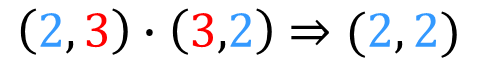 (2, 3) · (3,2) ⇒ (2, 2)